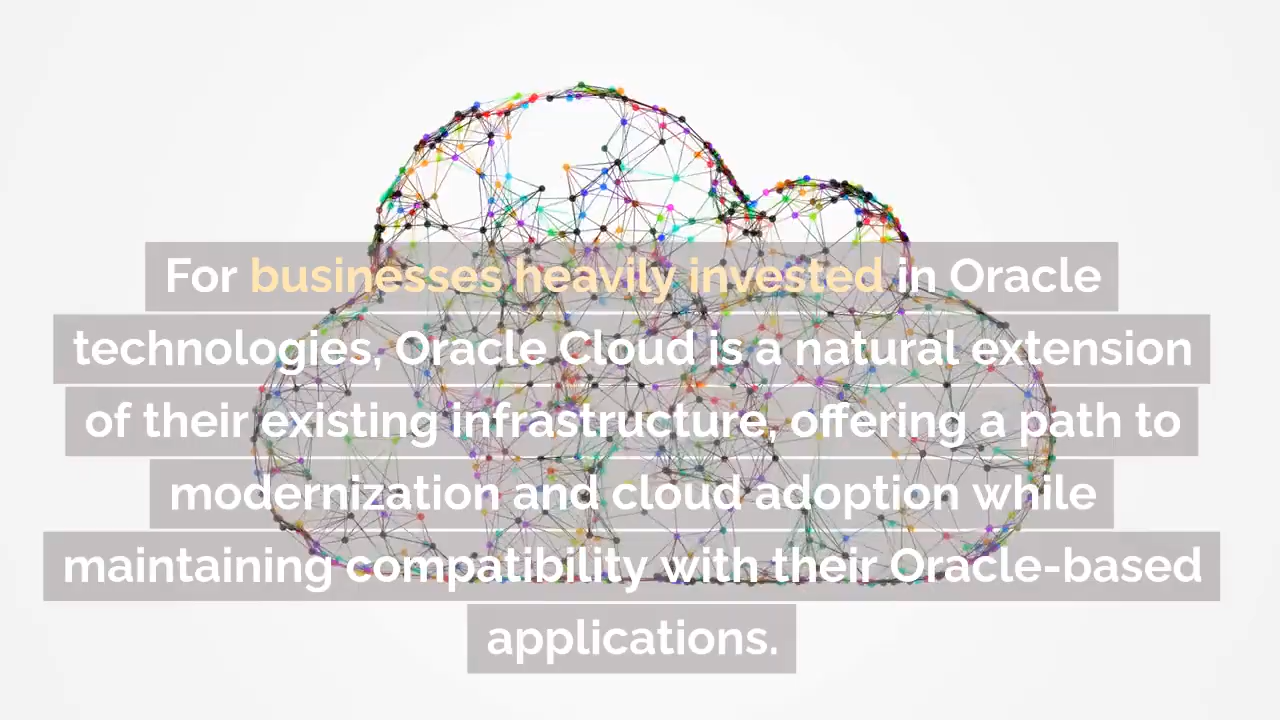 For businesses heavily invested in Oracle
technologies, Oracle Cloud is a natural extension
of their existing infrastructure, offering a path to
modernization and cloud adoption while
maintaining compatibility with their Oracle-based
applications.